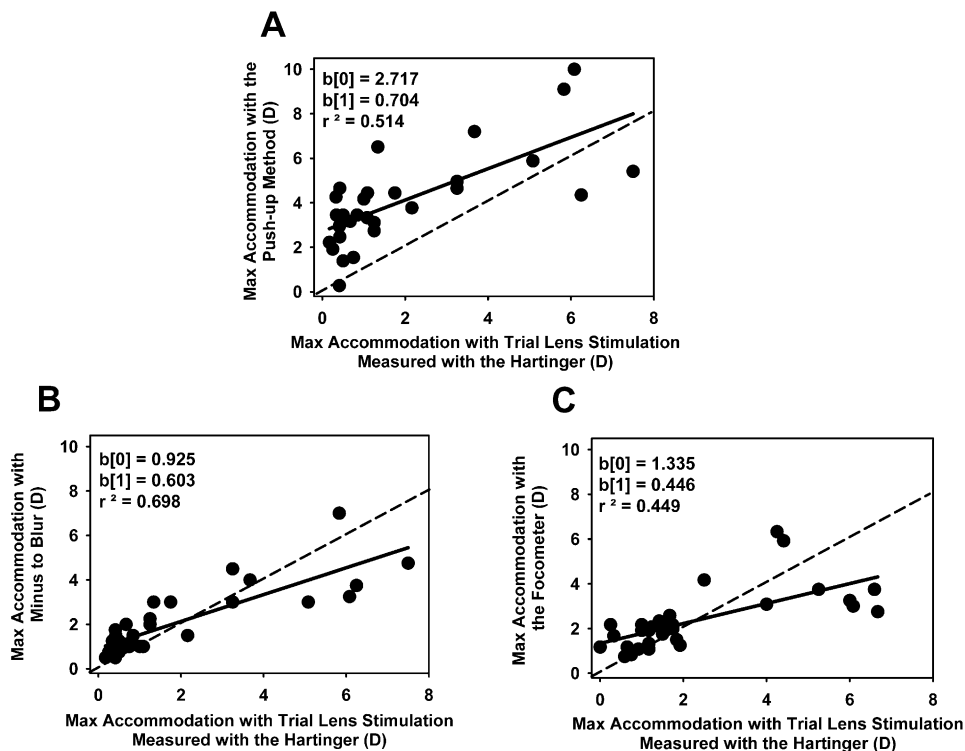 A
Max Accommodation with the
Push-up Method (D)
10
8
6
4
2
0
b[0] = 2.717
b[1] = 0.704
r ² = 0.514
0 2 4 6 8
Max Accommodation with Trial Lens Stimulation
Measured with the Hartinger (D)
B
Max Accommodation with
Minus to Blur (D)
10
8
6
4
2
0
b[0] = 0.925
b[1] = 0.603
r ² = 0.698
0 2 4 6 8
Max Accommodation with Trial Lens Stimulation
Measured with the Hartinger (D)
C
Max Accommodation with
the Focometer (D)
10
8
6
4
2
0
b[0] = 1.335
b[1] = 0.446
r ² = 0.449
0 2 4 6 8
Max Accommodation with Trial Lens Stimulation
Measured with the Hartinger (D)